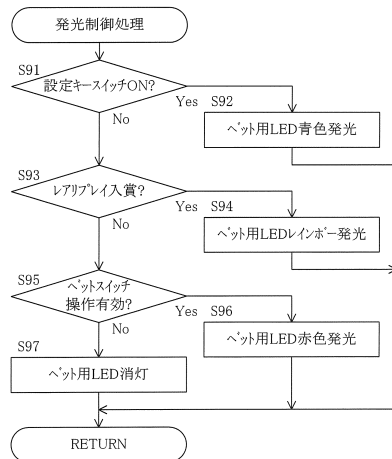 発光制御処理
S91
設定キースイッチON?
Yes
S92
ベット用LED青色発光
No
S93
レアリプレイ入賞?
Yes
S94
ベット用LEDレインボー発光
No
S95
ベットスイッチ
操作有効?
Yes
S96
ベット用LED赤色発光
No
S97
ベット用LED消灯
RETURN